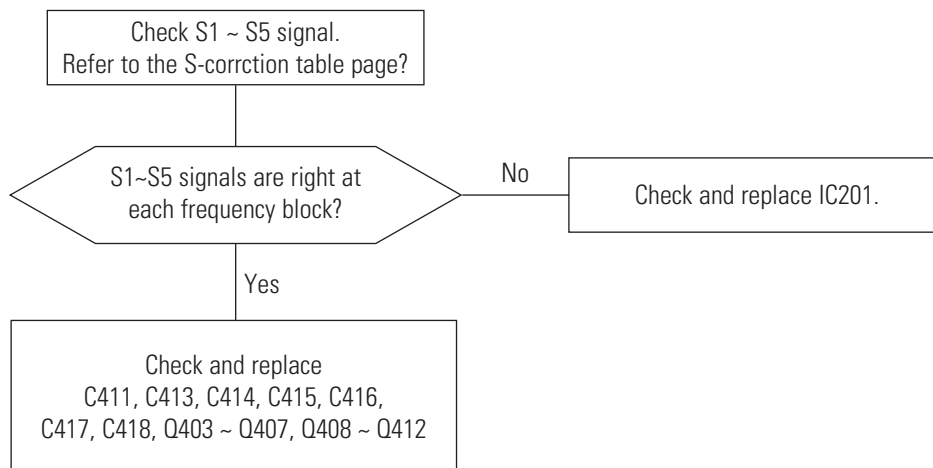 Check S1 ~ S5 signal.
Refer to the S-corrction table page?
S1~S5 signals are right at
each frequency block?
No
Check and replace IC201.
Yes
Check and replace
C411, C413, C414, C415, C416,
C417, C418, Q403 ~ Q407, Q408 ~ Q412